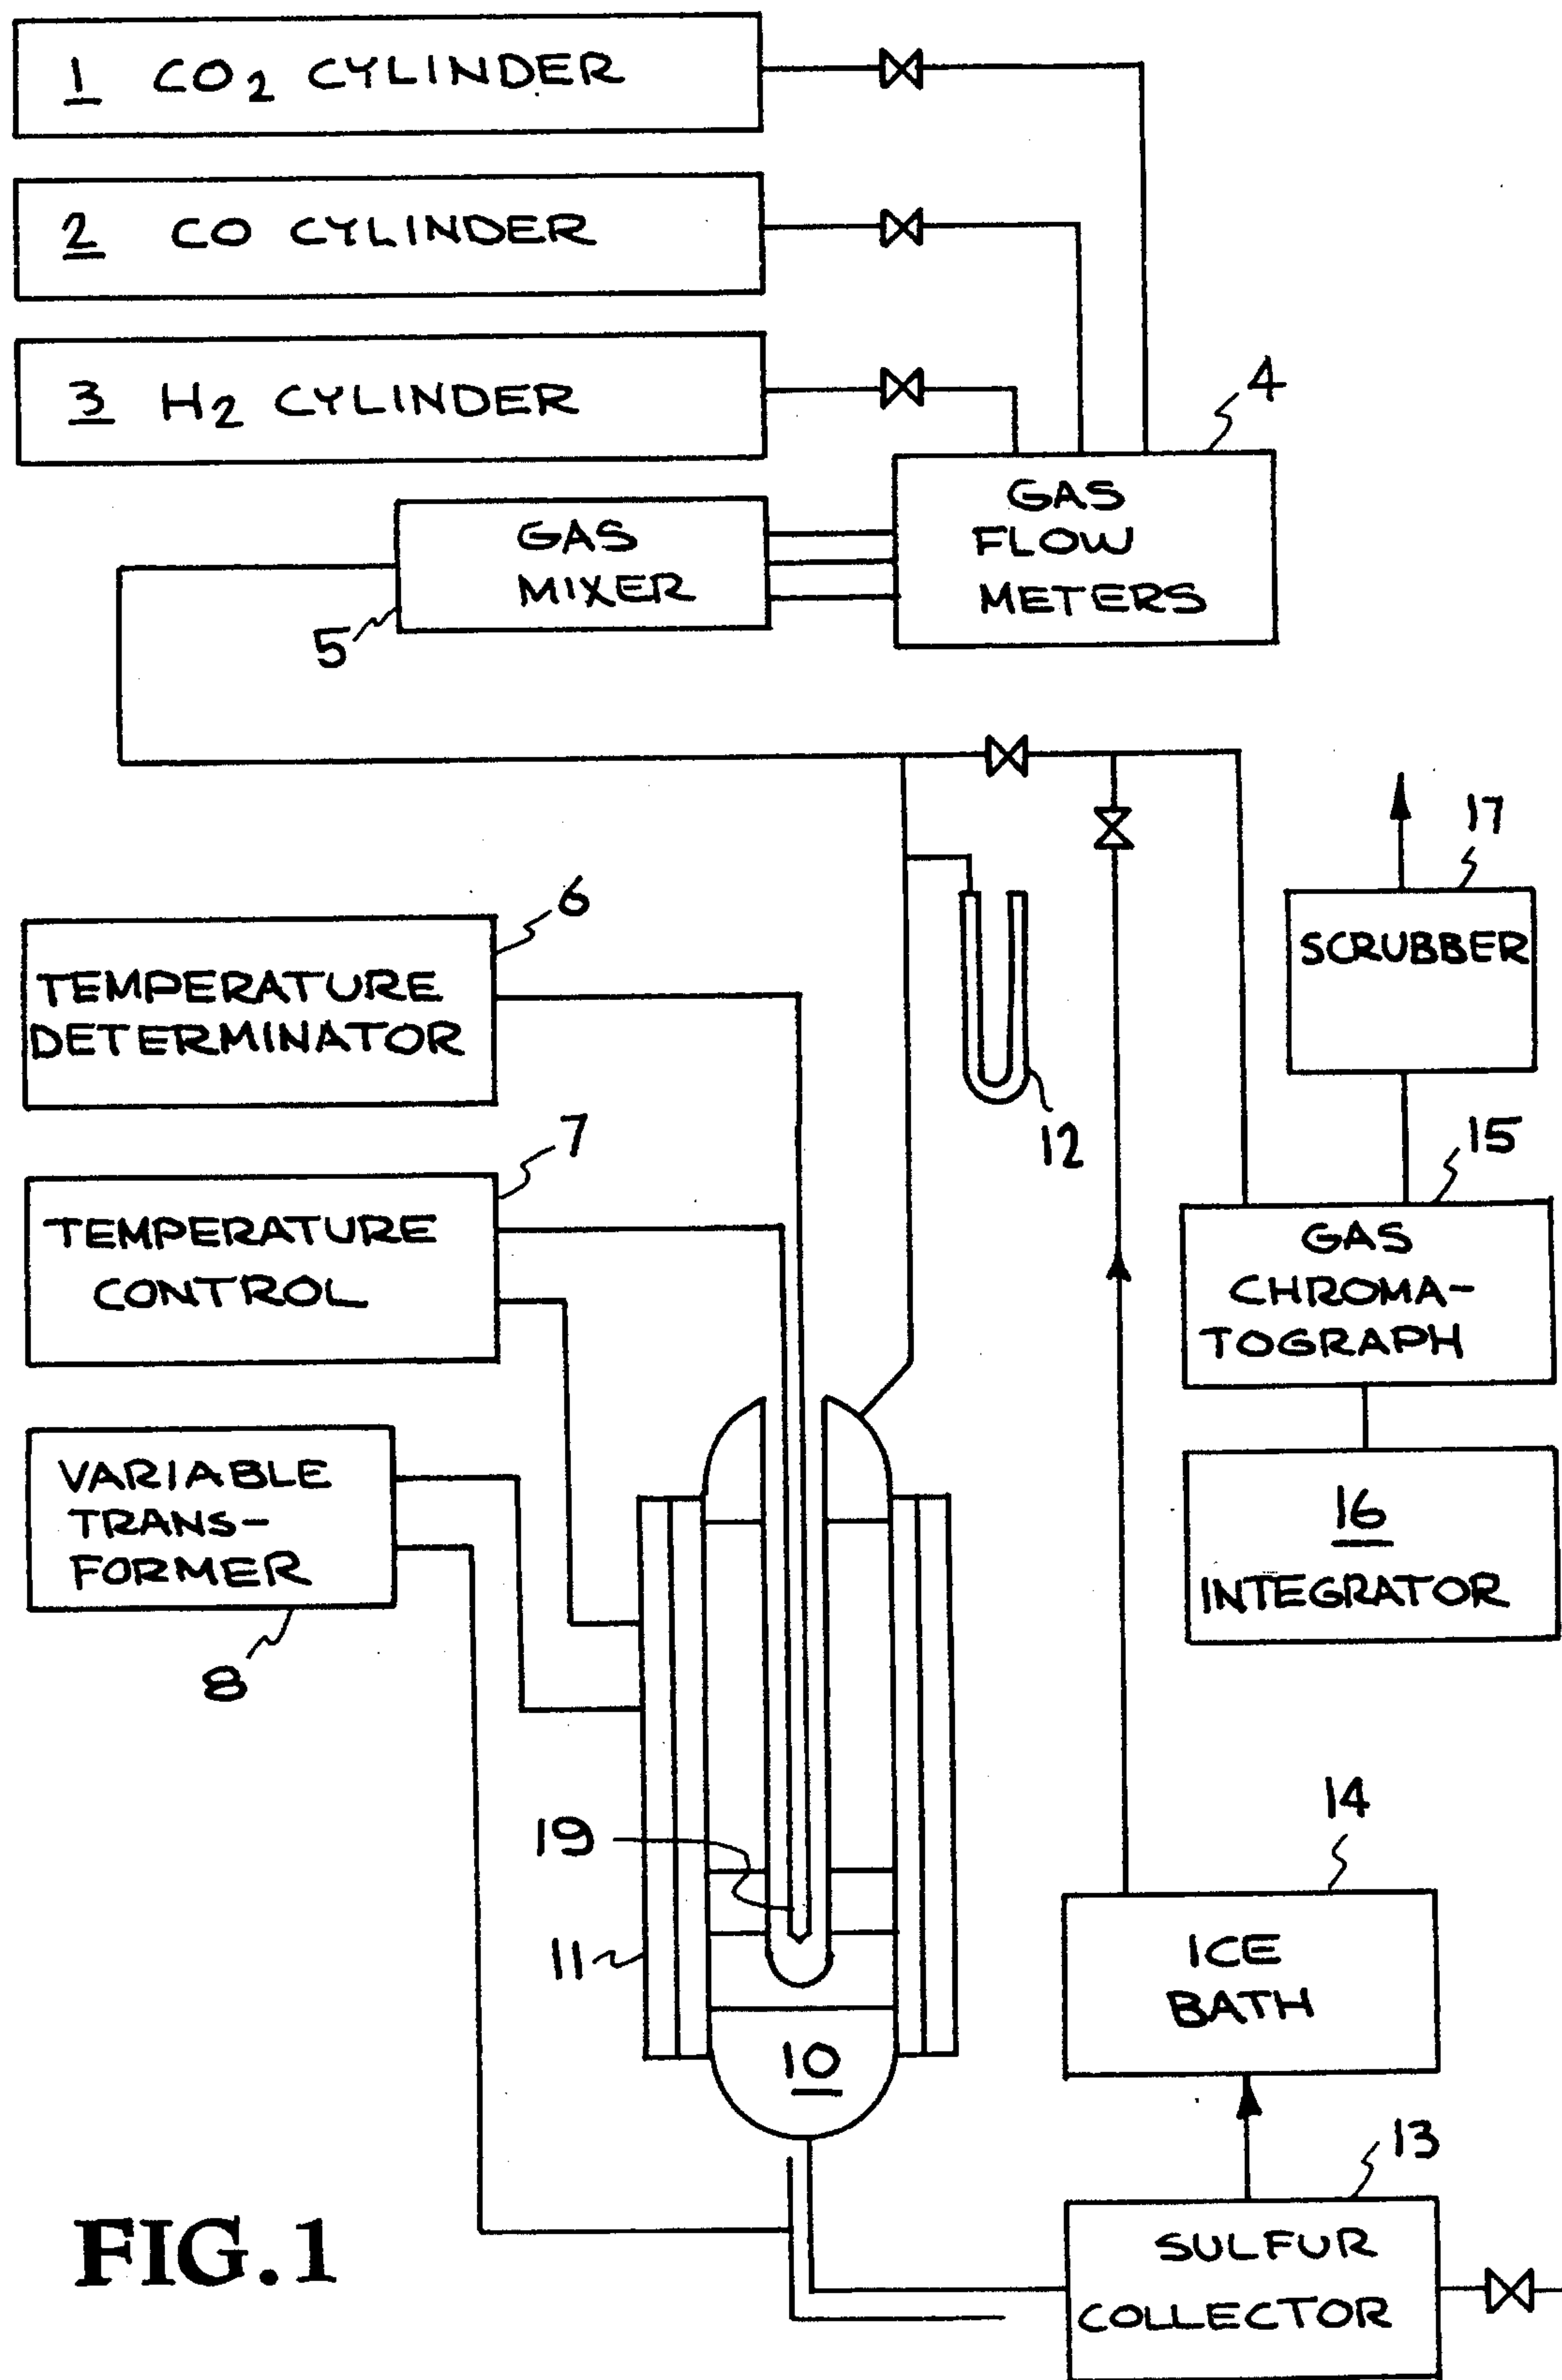 1 CO2 CYLINDER
2 CO CYLINDER
3 H2 CYLINDER
4
GAS
FLOW
METERS
GAS
MIXER
5
17
SCRUBBER
6
TEMPERATURE
DETERMINATOR
12
7
TEMPERATURE
CONTROL
15
GAS
CHROMA-
TOGRAPH
VARIABLE
TRANS-
FORMER
8
16
INTEGRATOR
19
11
10
14
ICE
BATH
13
SULFUR
COLLECTOR
FIG.1